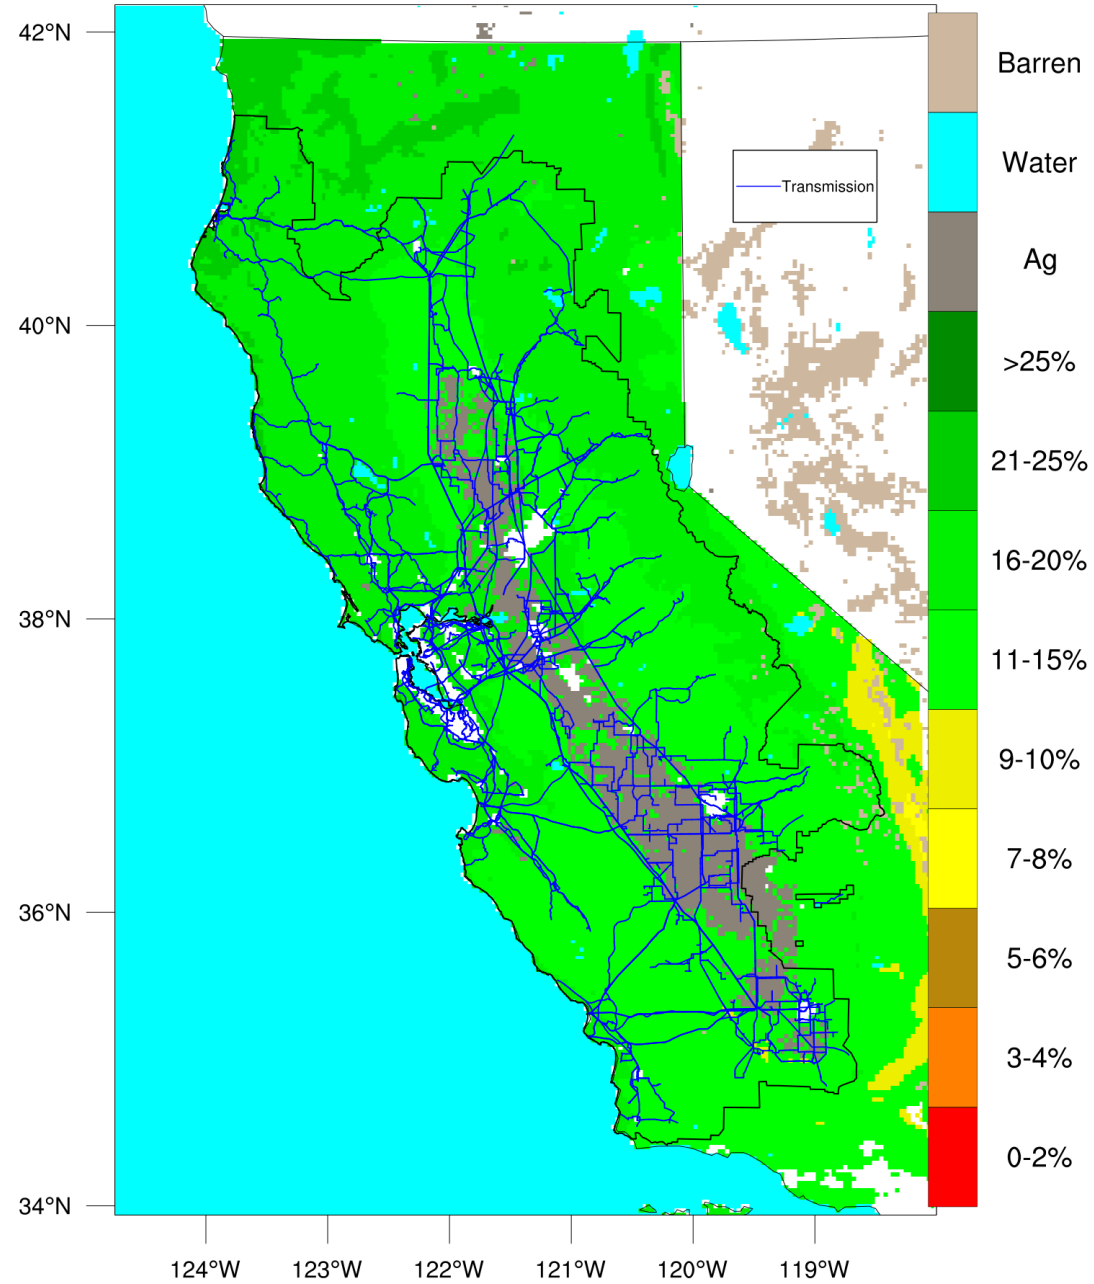 42°N
40°N
38°N
36°N
34°N
124°W
123°W
122°W
121°W
120°W
119°W
Transmission
Barren
Water
Ag
>25%
21-25%
16-20%
11-15%
9-10%
7-8%
5-6%
3-4%
0-2%